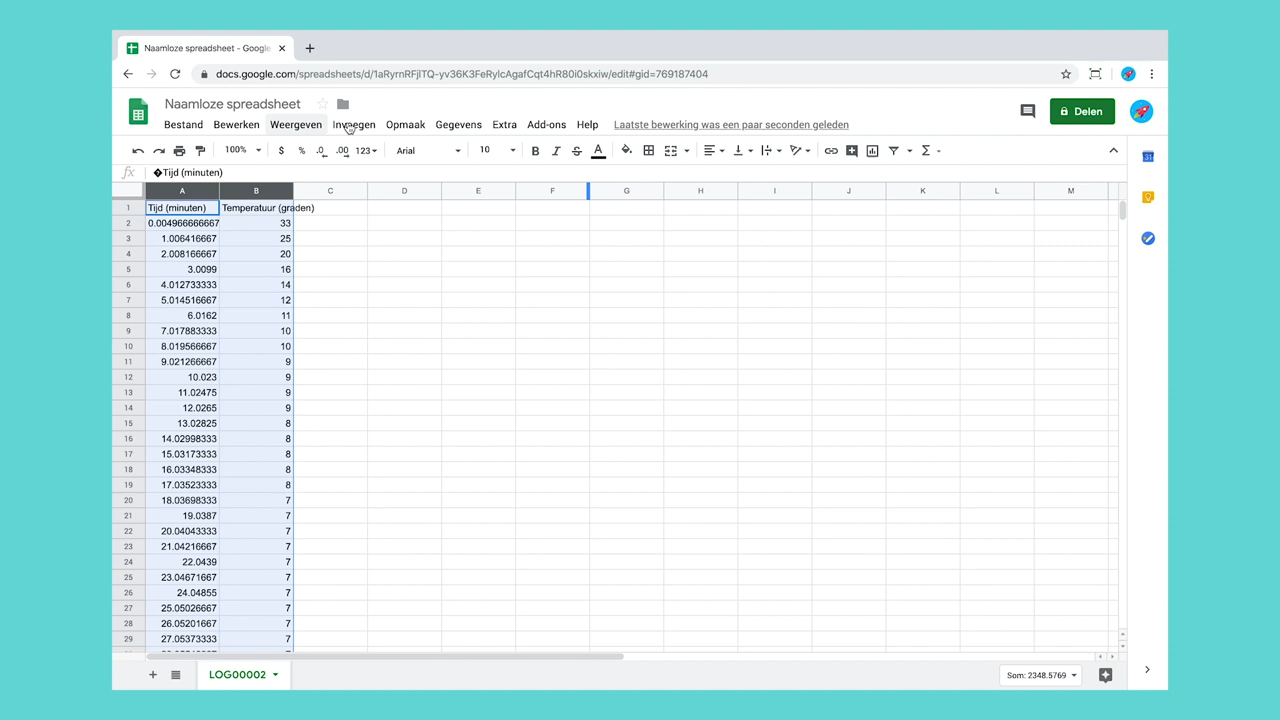 Naamloze spreadsheet - Google
docs.google.com/spreadsheets/d/1aRyrnRFjlTQ-yv36K3FeRylcAgafCqt4hR80i0skxiw/edit#gid=769187404
Naamloze spreadsheet
Bestand Bewerken Weergeven Invoegen Opmaak Gegevens Extra Add-ons Help Laatste bewerking was een paar seconden geleden
Delen
100% $ % .0 .00 123 Arial 10 B I S A Σ
fx �Tijd (minuten)
A B C D E F G H I J K L M
1 Tijd (minuten) Temperatuur (graden)
2 0.004966666667 33
3 1.006416667 25
4 2.008166667 20
5 3.0099 16
6 4.012733333 14
7 5.014516667 12
8 6.0162 11
9 7.017883333 10
10 8.019566667 10
11 9.021266667 9
12 10.023 9
13 11.02475 9
14 12.0265 9
15 13.02825 8
16 14.02998333 8
17 15.03173333 8
18 16.03348333 8
19 17.03523333 8
20 18.03698333 7
21 19.0387 7
22 20.04043333 7
23 21.04216667 7
24 22.0439 7
25 23.04671667 7
26 24.04855 7
27 25.05026667 7
28 26.05201667 7
29 27.05373333 7
LOG00002
Som: 2348.5769